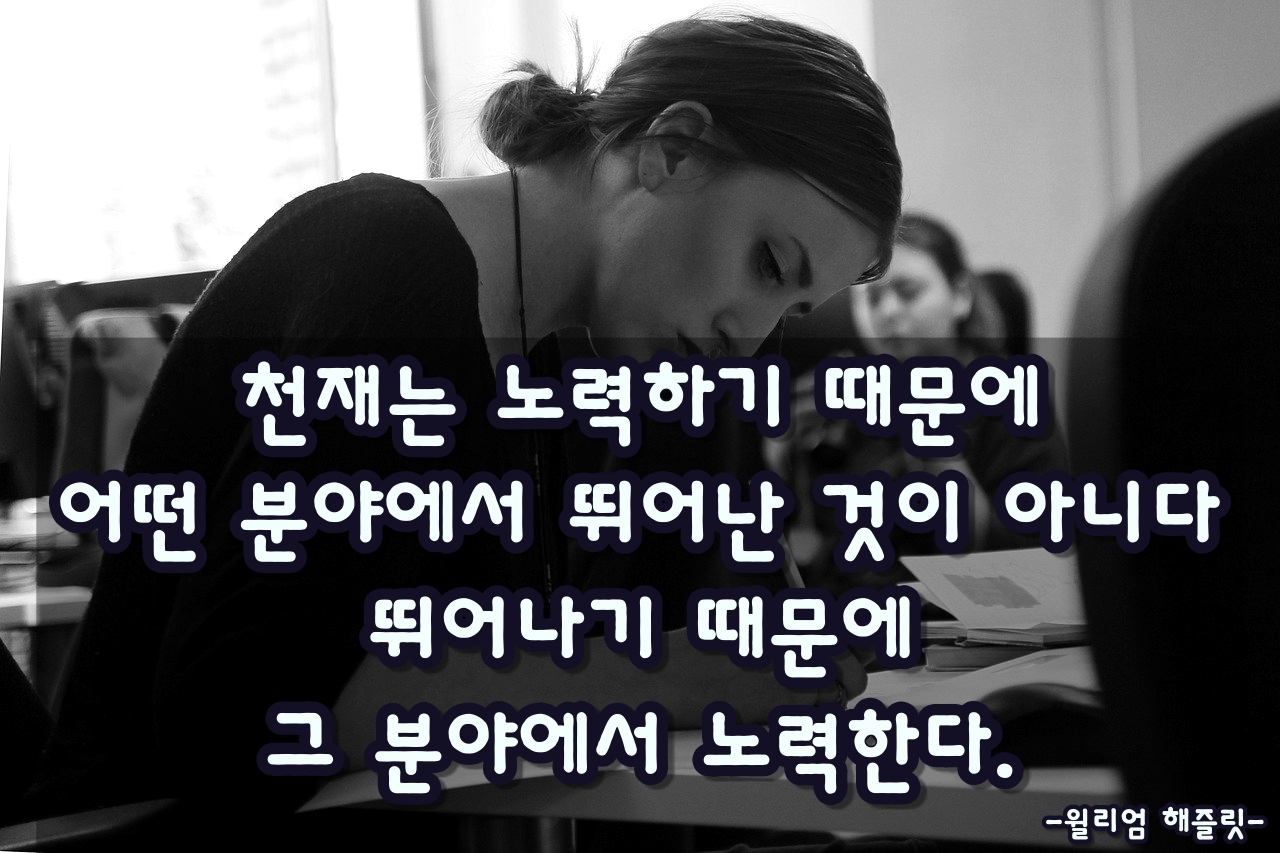 천재는 노력하기 때문에
어떤 분야에서 뛰어난 것이 아니다
뛰어나기 때문에
그 분야에서 노력한다.
-윌리엄 해즐릿-